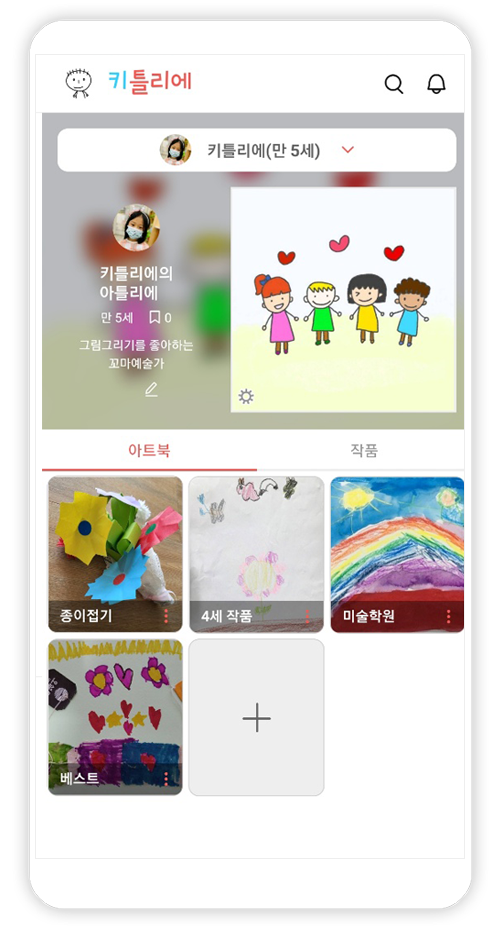 키틀리에
키틀리에(만 5세)
키틀리에의
아틀리에
만 5세 0
그림그리기를 좋아하는
꼬마예술가
아트북 작품
종이접기 4세 작품 미술학원
베스트